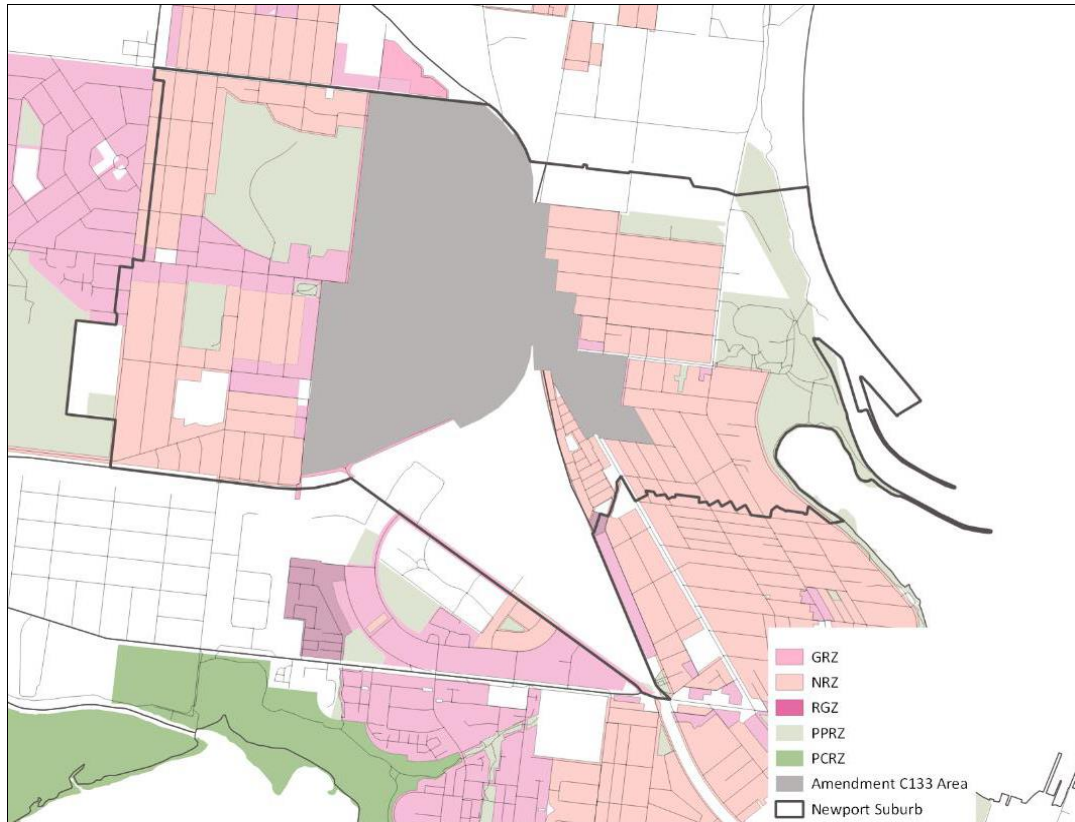 GRZ
NRZ
RGZ
PPRZ
PCRZ
Amendment C133 Area
Newport Suburb